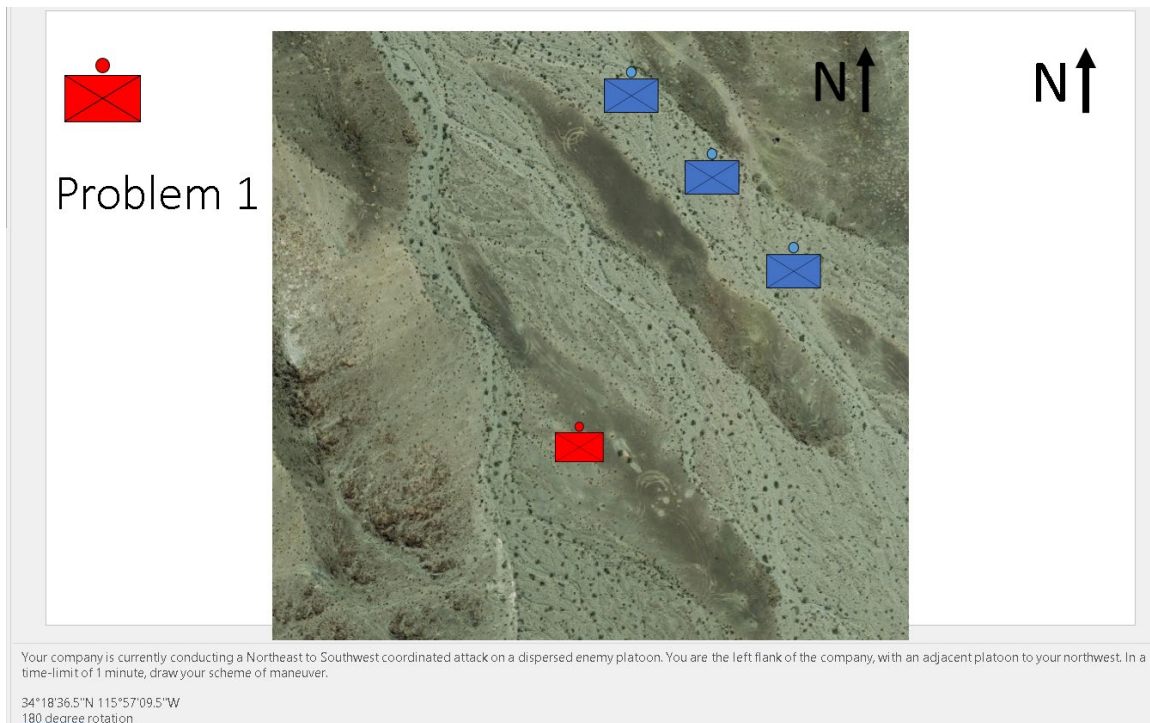 N
N
Problem 1
Your company is currently conducting a Northeast to Southwest coordinated attack on a dispersed enemy platoon. You are the left flank of the company, with an adjacent platoon to your northwest. In a
time-limit of 1 minute, draw your scheme of maneuver.
34°18'36.5"N 115°57'09.5"W
180 degree rotation